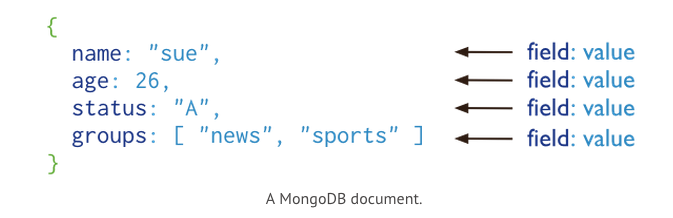 {
name: "sue", field: value
age: 26, field: value
status: "A", field: value
groups: [ "news", "sports" ] field: value
}
A MongoDB document.